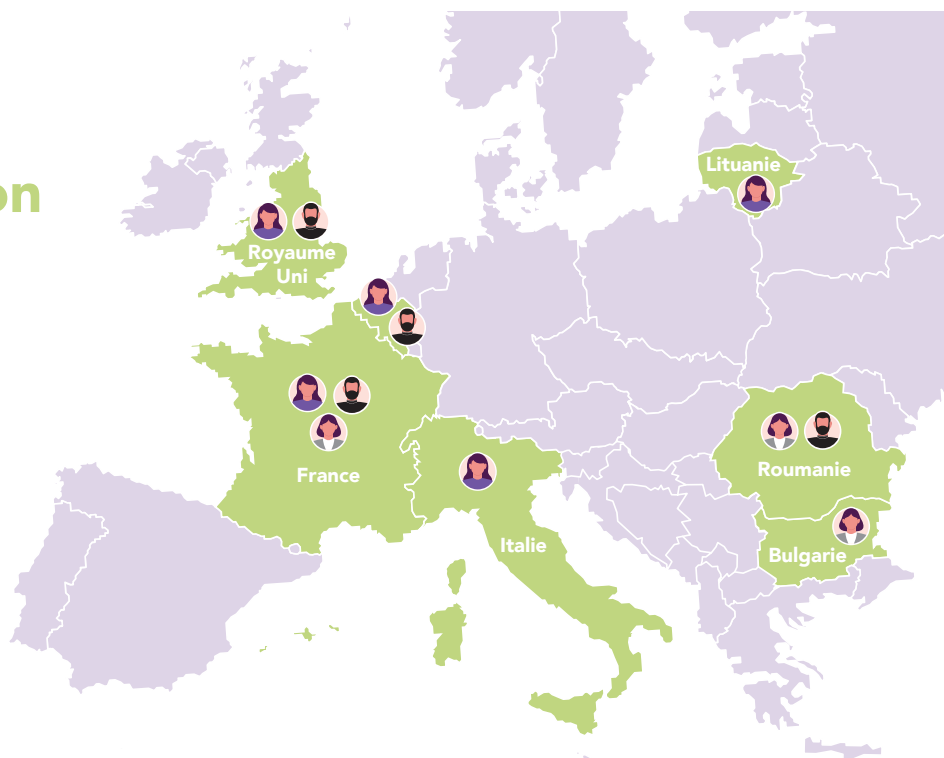 Lituanie
on
Royaume
Uni
France
Roumanie
Italie
Bulgarie